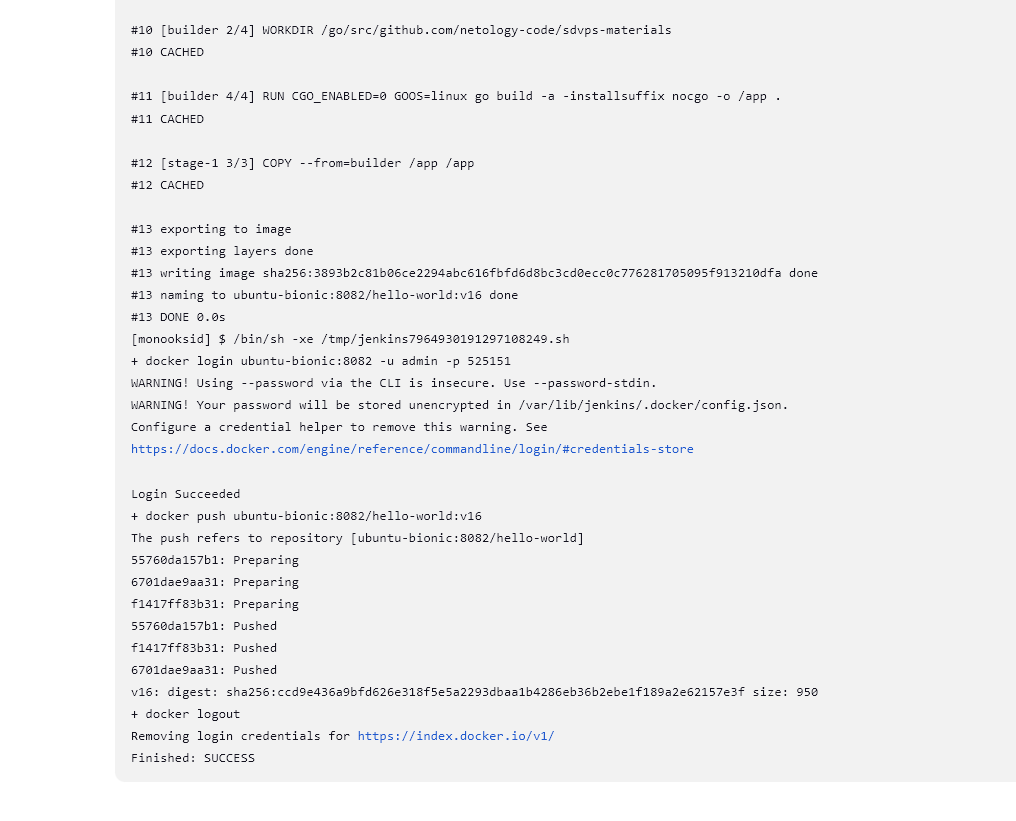 #10 [builder 2/4] WORKDIR /go/src/github.com/netology-code/sdvps-materials
#10 CACHED
#11 [builder 4/4] RUN CGO_ENABLED=0 GOOS=linux go build -a -installsuffix nocgo -o /app .
#11 CACHED
#12 [stage-1 3/3] COPY --from=builder /app /app
#12 CACHED
#13 exporting to image
#13 exporting layers done
#13 writing image sha256:3893b2c81b06ce2294abc616fbfd6d8bc3cd0ecc0c776281705095f913210dfa done
#13 naming to ubuntu-bionic:8082/hello-world:v16 done
#13 DONE 0.0s
[monooksid] $ /bin/sh -xe /tmp/jenkins7964930191297108249.sh
+ docker login ubuntu-bionic:8082 -u admin -p 525151
WARNING! Using --password via the CLI is insecure. Use --password-stdin.
WARNING! Your password will be stored unencrypted in /var/lib/jenkins/.docker/config.json.
Configure a credential helper to remove this warning. See
https://docs.docker.com/engine/reference/commandline/login/#credentials-store
Login Succeeded
+ docker push ubuntu-bionic:8082/hello-world:v16
The push refers to repository [ubuntu-bionic:8082/hello-world]
55760da157b1: Preparing
6701dae9aa31: Preparing
f1417ff83b31: Preparing
55760da157b1: Pushed
f1417ff83b31: Pushed
6701dae9aa31: Pushed
v16: digest: sha256:ccd9e436a9bfd626e318f5e5a2293dbaa1b4286eb36b2ebe1f189a2e62157e3f size: 950
+ docker logout
Removing login credentials for https://index.docker.io/v1/
Finished: SUCCESS